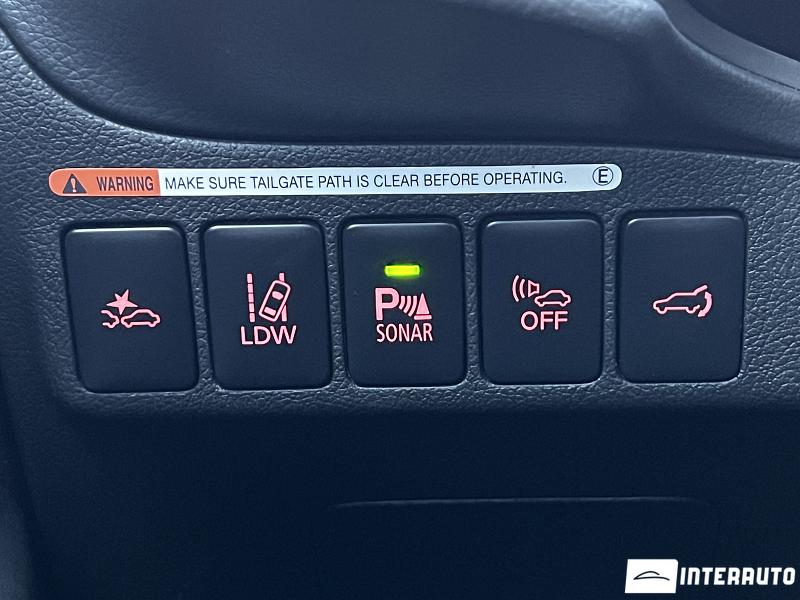 WARNING MAKE SURE TAILGATE PATH IS CLEAR BEFORE OPERATING. E
LDW
P
SONAR
OFF
INTERAUTO